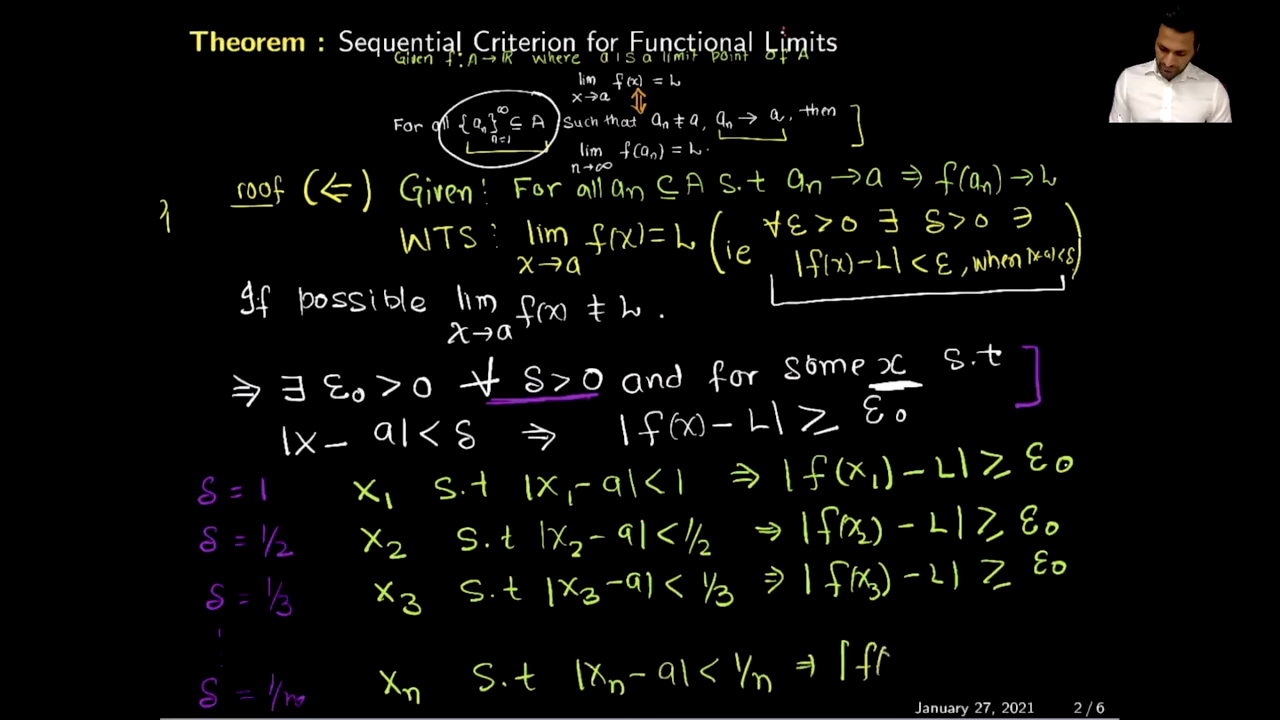 Theorem : Sequential Criterion for Functional Limits
Given f: A → ℝ where a is a limit point of A
lim x→a f(x) = L
⇕
For all {aₙ}^∞_{n=1} ⊆ A such that aₙ ≠ a, aₙ → a, then ]
lim n→∞ f(aₙ) = L.
roof (⇐) Given: For all aₙ ⊆ A s.t aₙ → a ⇒ f(aₙ) → L
WTS: lim x→a f(x) = L (ie ∀ ε > 0 ∃ δ > 0 ∋
|f(x) - L| < ε, when |x-a| < δ)
If possible lim x→a f(x) ≠ L.
⇒ ∃ ε₀ > 0 ∀ δ > 0 and for some x s.t ]
|x - a| < δ ⇒ |f(x) - L| ≥ ε₀
δ = 1 x₁ s.t |x₁ - a| < 1 ⇒ |f(x₁) - L| ≥ ε₀
δ = 1/2 x₂ s.t |x₂ - a| < 1/2 ⇒ |f(x₂) - L| ≥ ε₀
δ = 1/3 x₃ s.t |x₃ - a| < 1/3 ⇒ |f(x₃) - L| ≥ ε₀
δ = 1/n xₙ s.t |xₙ - a| < 1/n ⇒ |f(
January 27, 2021 2 / 6